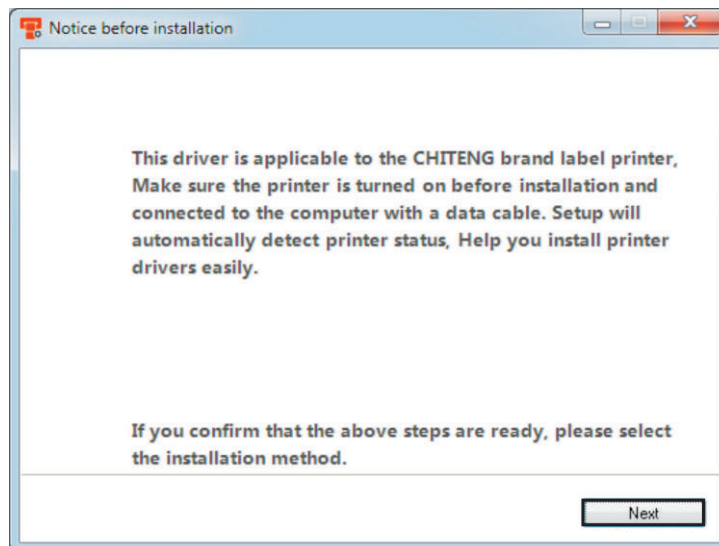 Notice before installation
This driver is applicable to the CHITENG brand label printer,
Make sure the printer is turned on before installation and
connected to the computer with a data cable. Setup will
automatically detect printer status, Help you install printer
drivers easily.
If you confirm that the above steps are ready, please select
the installation method.
Next